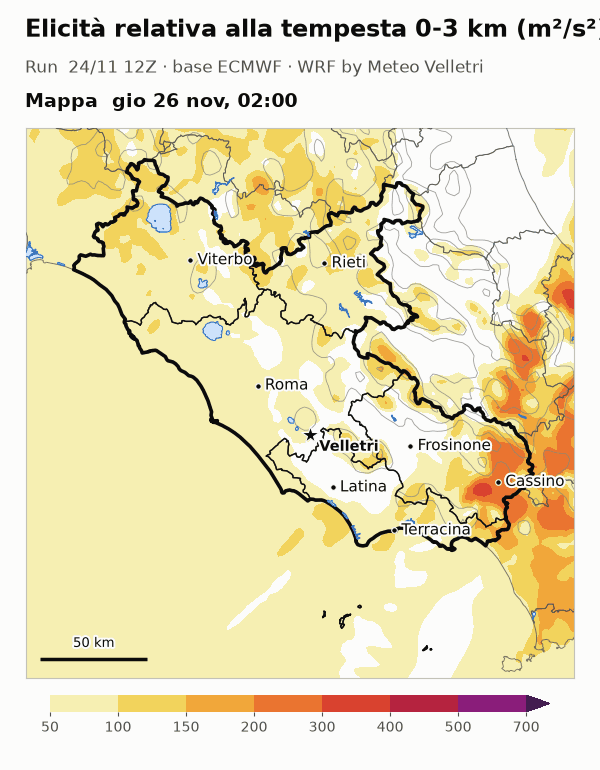 Elicità relativa alla tempesta 0-3 km (m²/s²)
Run 24/11 12Z · base ECMWF · WRF by Meteo Velletri
Mappa gio 26 nov, 02:00
Viterbo
Rieti
Roma
Velletri
Frosinone
Cassino
Latina
Terracina
50 km
50 100 150 200 300 400 500 700